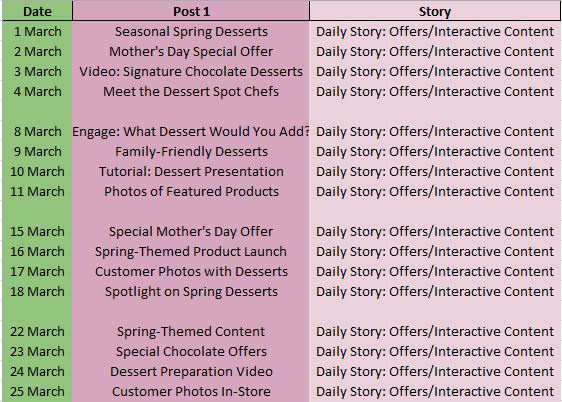 Date Post 1 Story
1 March Seasonal Spring Desserts Daily Story: Offers/Interactive Content
2 March Mother's Day Special Offer Daily Story: Offers/Interactive Content
3 March Video: Signature Chocolate Desserts Daily Story: Offers/Interactive Content
4 March Meet the Dessert Spot Chefs Daily Story: Offers/Interactive Content
8 March Engage: What Dessert Would You Add? Daily Story: Offers/Interactive Content
9 March Family-Friendly Desserts Daily Story: Offers/Interactive Content
10 March Tutorial: Dessert Presentation Daily Story: Offers/Interactive Content
11 March Photos of Featured Products Daily Story: Offers/Interactive Content
15 March Special Mother's Day Offer Daily Story: Offers/Interactive Content
16 March Spring-Themed Product Launch Daily Story: Offers/Interactive Content
17 March Customer Photos with Desserts Daily Story: Offers/Interactive Content
18 March Spotlight on Spring Desserts Daily Story: Offers/Interactive Content
22 March Spring-Themed Content Daily Story: Offers/Interactive Content
23 March Special Chocolate Offers Daily Story: Offers/Interactive Content
24 March Dessert Preparation Video Daily Story: Offers/Interactive Content
25 March Customer Photos In-Store Daily Story: Offers/Interactive Content